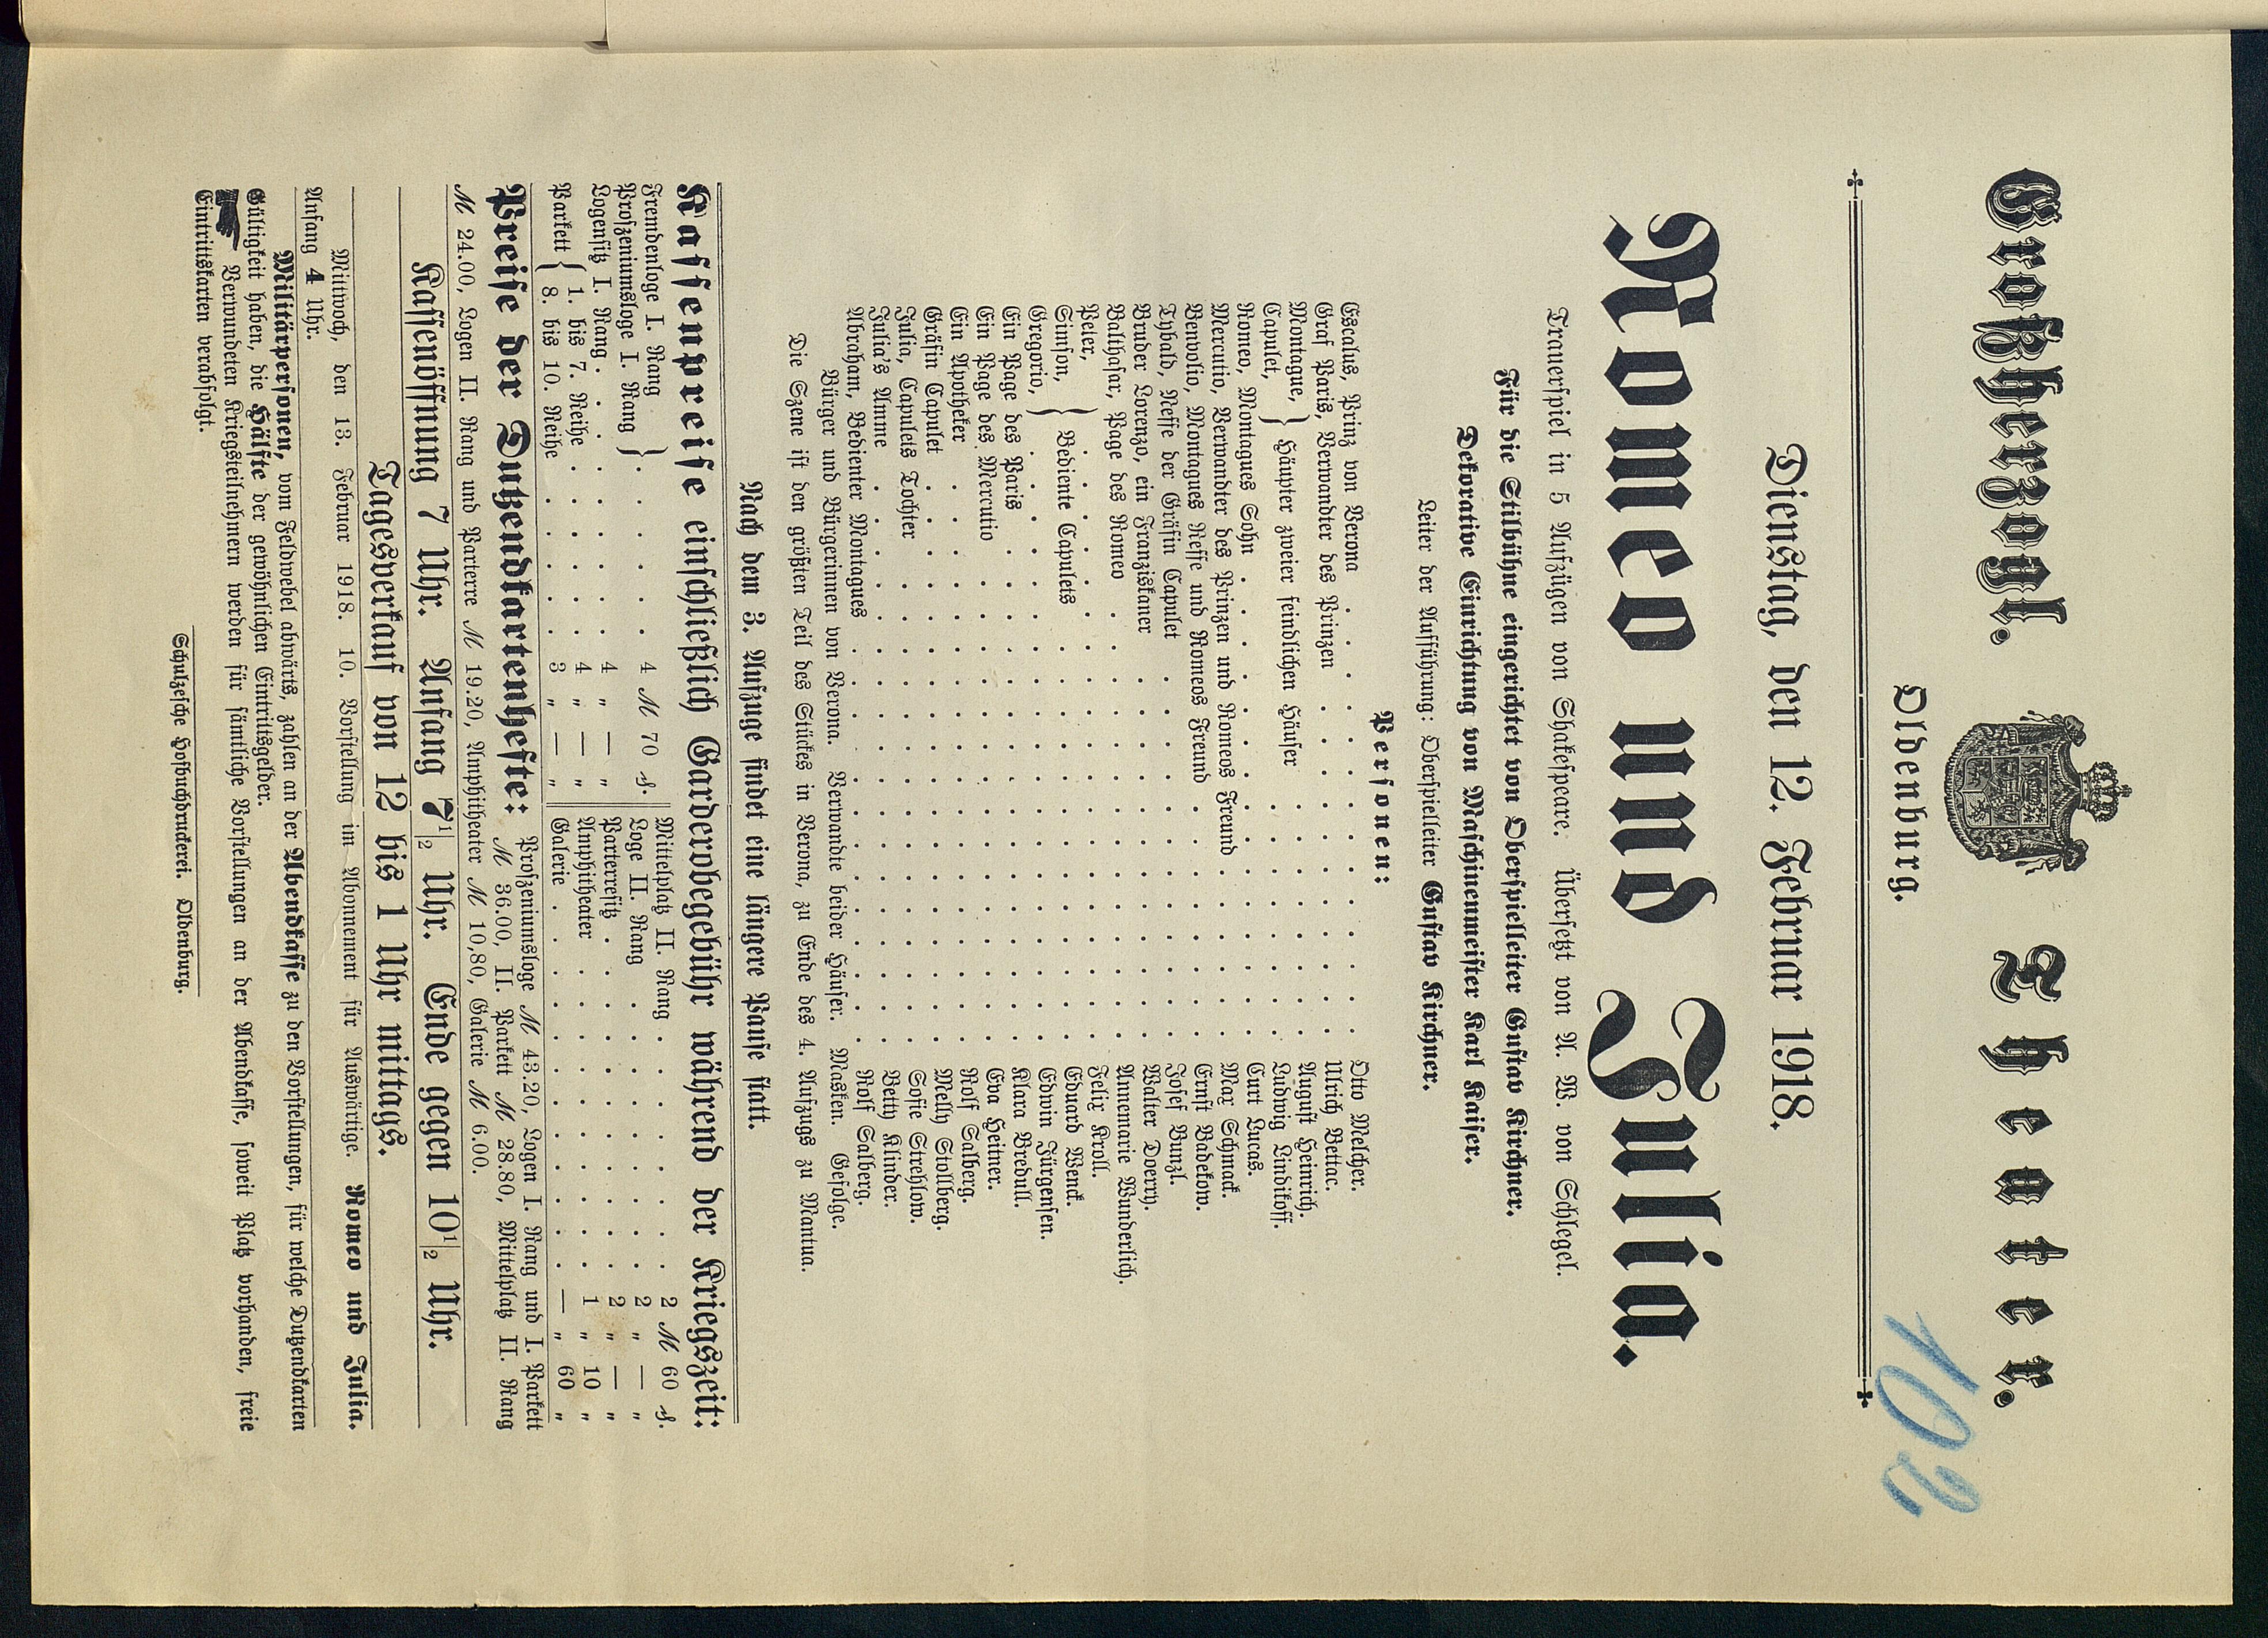 Großherzogl. Theater.
Oldenburg.
102
Dienstag, den 12. Februar 1918.
Romeo und Julia.
Trauerspiel in 5 Aufzügen von Shakespeare. Übersetzt von A. W. von Schlegel.
Für die Stilbühne eingerichtet von Oberspielleiter Gustav Kirchner.
Dekorative Einrichtung von Maschinenmeister Karl Kaiser.
Leiter der Aufführung: Oberspielleiter Gustav Kirchner.
Personen:
Escalus, Prinz von Verona . . . Otto Melcher.
Graf Paris, Verwandter des Prinzen . . . Ulrich Bettac.
Montague, } Häupter zweier feindlichen Häuser . . . August Heinrich.
Capulet, . . . Ludwig Lindikoff.
Romeo, Montagues Sohn . . . Curt Lucas.
Mercutio, Verwandter des Prinzen und Romeos Freund . . . Max Schmack.
Benvolio, Montagues Neffe und Romeos Freund . . . Ernst Badekow.
Tybald, Neffe der Gräfin Capulet . . . Josef Bunzl.
Bruder Lorenzo, ein Franziskaner . . . Walter Doerry.
Balthasar, Page des Romeo . . . Annemarie Wunderlich.
Peter, . . . Felix Kroll.
Simson, } Bediente Capulets . . . Eduard Wenck.
Gregorio, . . . Edwin Jürgensen.
Ein Page des Paris . . . Klara Bredull.
Ein Page des Mercutio . . . Eva Heitner.
Ein Apotheker . . . Rolf Salberg.
Gräfin Capulet . . . Melly Stollberg.
Julia, Capulets Tochter . . . Sofie Strehlow.
Julia's Amme . . . Betty Klinder.
Abraham, Bedienter Montagues . . . Rolf Salberg.
Bürger und Bürgerinnen von Verona. Verwandte beider Häuser. Masken. Gefolge.
Die Szene ist den größten Teil des Stückes in Verona, zu Ende des 4. Aufzugs zu Mantua.
Nach dem 3. Aufzuge findet eine längere Pause statt.
Kassenpreise einschließlich Garderobegebühr während der Kriegszeit:
Fremdenloge I. Rang } . . . 4 M 70 ₰.
Proszeniumsloge I. Rang
Logensitz I. Rang . . . 4 „ — „
Parkett { 1. bis 7. Reihe . . . 4 „ — „
8. bis 10. Reihe . . . 3 „ — „
Mittelplatz II. Rang . . . 2 M 60 ₰.
Loge II. Rang . . . 2 „ — „
Parterresitz . . . 2 „ — „
Amphitheater . . . 1 „ 10 „
Galerie . . . — „ 60 „
Preise der Dutzendkartenhefte: Proszeniumsloge M 43.20, Logen I. Rang und I. Parkett
M 36.00, II. Parkett M 28.80, Mittelplatz II. Rang
M 24.00, Logen II. Rang und Parterre M 19.20, Amphitheater M 10,80, Galerie M 6.00.
Kassenöffnung 7 Uhr. Anfang 7 1/2 Uhr. Ende gegen 10 1/2 Uhr.
Tagesverkauf von 12 bis 1 Uhr mittags.
Mittwoch, den 13. Februar 1918. 10. Vorstellung im Abonnement für Auswärtige. Romeo und Julia.
Anfang 4 Uhr.
Militärpersonen, vom Feldwebel abwärts, zahlen an der Abendkasse zu den Vorstellungen, für welche Dutzendkarten
Gültigkeit haben, die Hälfte der gewöhnlichen Eintrittsgelder.
Verwundeten Kriegsteilnehmern werden für sämtliche Vorstellungen an der Abendkasse, soweit Platz vorhanden, freie
Eintrittskarten verabfolgt.
Schulzesche Hofbuchdruckerei. Oldenburg.